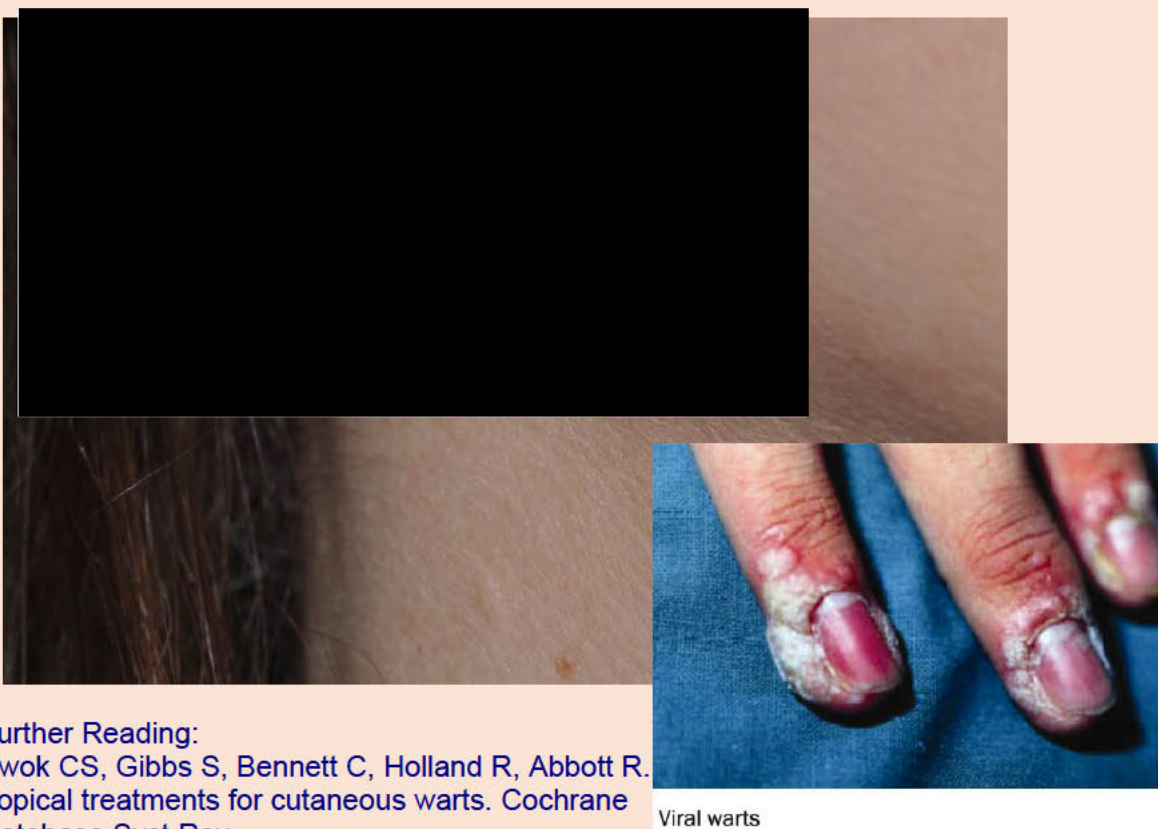 urther Reading:
wok CS, Gibbs S, Bennett C, Holland R, Abbott R.
opical treatments for cutaneous warts. Cochrane
Viral warts